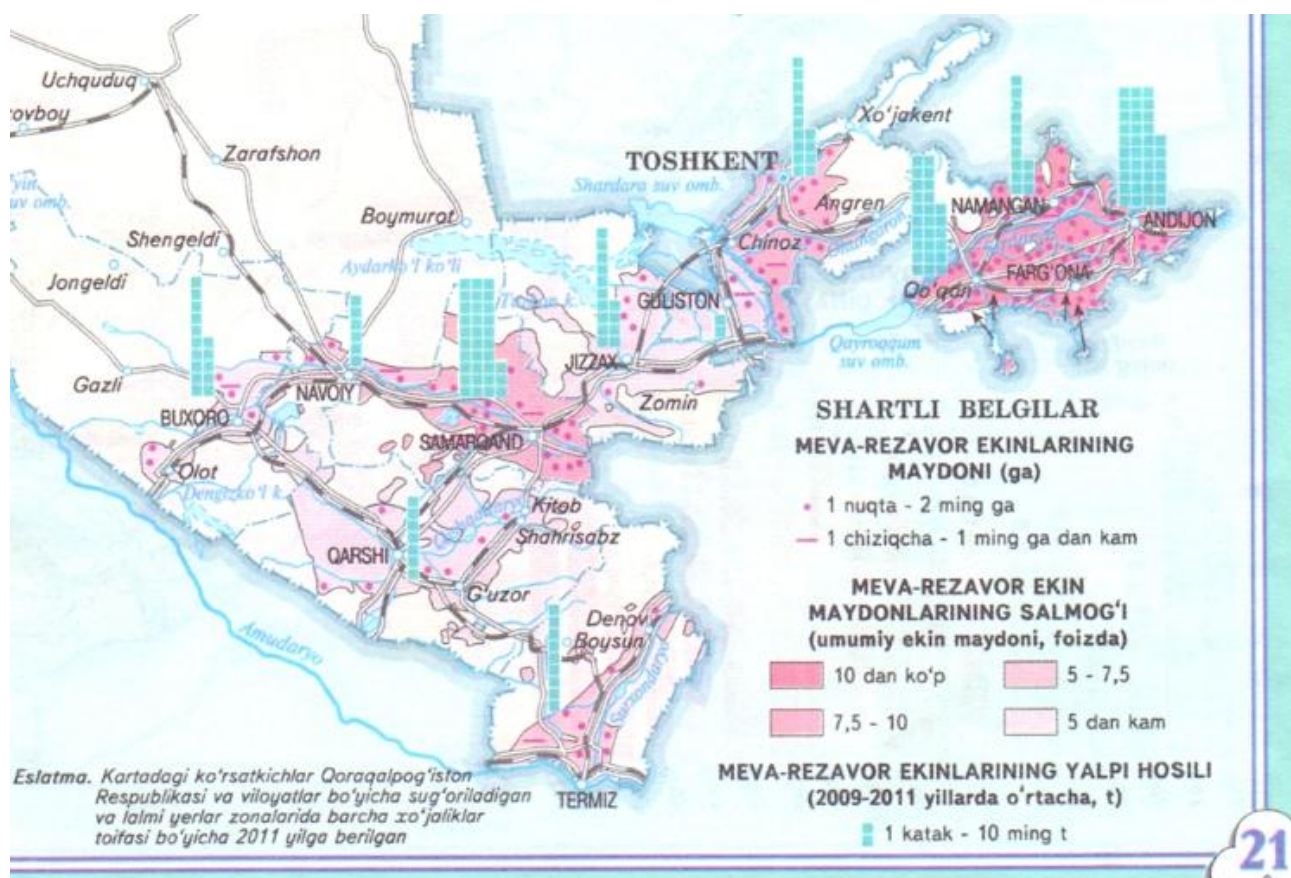 Uchquduq
ovboy
Zarafshon
Xo'jakent
TOSHKENT
Shardara suv omb.
suv omb.
Angren
NAMANGAN
ANDIJON
Boymurot
Shengeldi
Aydarko'l ko'li
Chinoz
Jongeldi
GULISTON
FARG'ONA
Qo'qon
Qayroqqum
suv omb.
JIZZAX
Gazli
NAVOIY
Zomin
BUXORO
SAMARQAND
Olot
Dengizko'l k.
Kitob
Shahrisabz
QARSHI
G'uzor
Denov
Boysun
Amudaryo
Surxondaryo
TERMIZ
SHARTLI BELGILAR
MEVA-REZAVOR EKINLARINING
MAYDONI (ga)
1 nuqta - 2 ming ga
1 chiziqcha - 1 ming ga dan kam
MEVA-REZAVOR EKIN
MAYDONLARINING SALMOG'I
(umumiy ekin maydoni, foizda)
10 dan ko'p
5 - 7,5
7,5 - 10
5 dan kam
MEVA-REZAVOR EKINLARINING YALPI HOSILI
(2009-2011 yillarda o'rtacha, t)
1 katak - 10 ming t
Eslatma. Kartadagi ko'rsatkichlar Qoraqalpog'iston
Respublikasi va viloyatlar bo'yicha sug'oriladigan
va lalmi yerlar zonalarida barcha xo'jaliklar
toifasi bo'yicha 2011 yilga berilgan
21